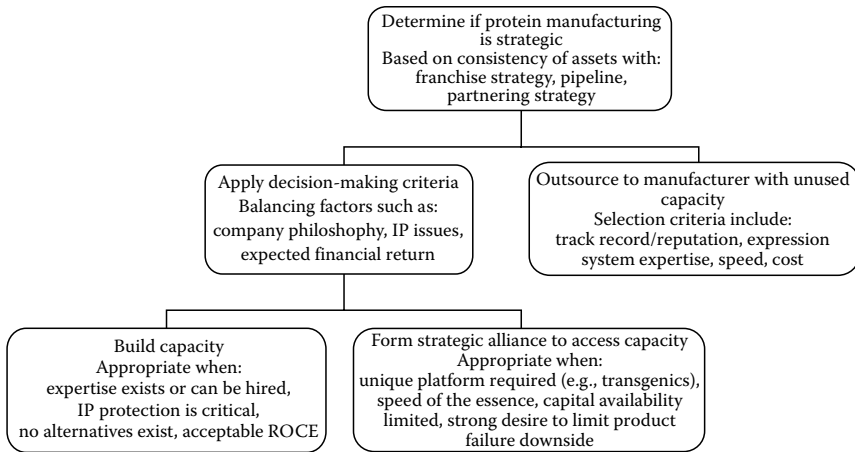 Determine if protein manufacturing
is strategic
Based on consistency of assets with:
franchise strategy, pipeline,
partnering strategy
Apply decision-making criteria
Balancing factors such as:
company philoshophy, IP issues,
expected financial return
Outsource to manufacturer with unused
capacity
Selection criteria include:
track record/reputation, expression
system expertise, speed, cost
Build capacity
Appropriate when:
expertise exists or can be hired,
IP protection is critical,
no alternatives exist, acceptable ROCE
Form strategic alliance to access capacity
Appropriate when:
unique platform required (e.g., transgenics),
speed of the essence, capital availability
limited, strong desire to limit product
failure downside